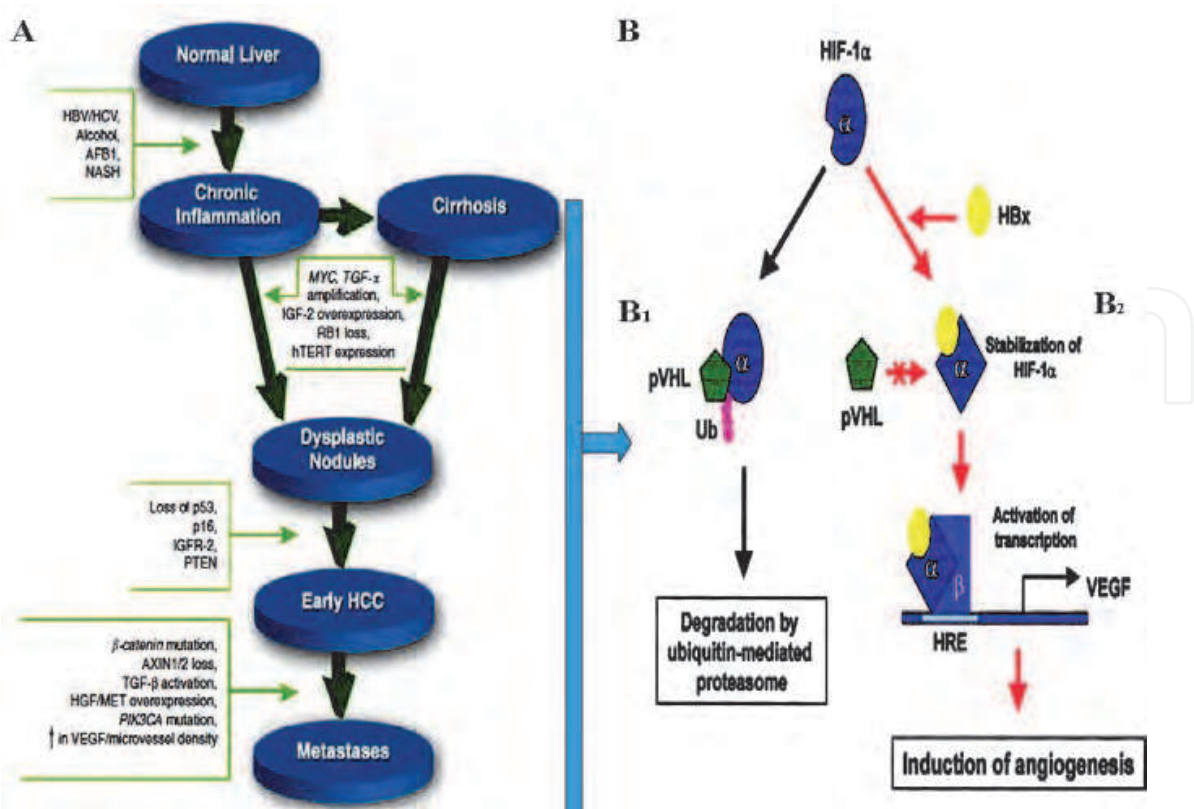 A
Normal Liver
HBV/HCV,
Alcohol,
AFB1,
NASH
Chronic
Inflammation
Cirrhosis
MYC, TGF-α
amplification,
IGF-2 overexpression,
RB1 loss,
hTERT expression
Dysplastic
Nodules
Loss of p53,
p16,
IGFR-2,
PTEN
Early HCC
β-catenin mutation,
AXIN1/2 loss,
TGF-β activation,
HGF/MET overexpression,
PIK3CA mutation,
↑ in VEGF/microvessel density
Metastases
B
HIF-1α
α
HBx
B1
pVHL
α
Ub
Degradation by
ubiquitin-mediated
proteasome
B2
pVHL
α
Stabilization of
HIF-1α
Activation of
transcription
α
β
VEGF
HRE
Induction of angiogenesis